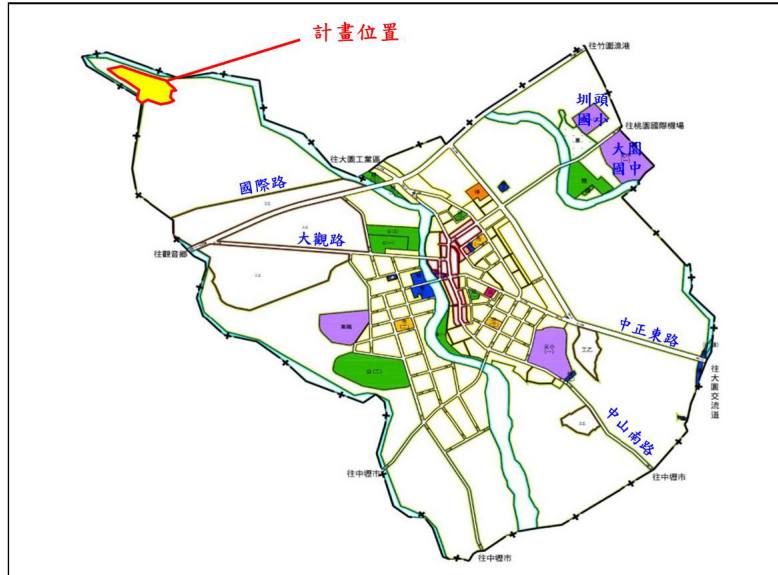 計畫位置
往竹圍漁港
圳頭
國小
往桃園國際機場
大園
國中
往大園工業區
國際路
大觀路
往觀音鄉
中正東路
往大園交流道
中山南路
往中壢市
往中壢市
往中壢市